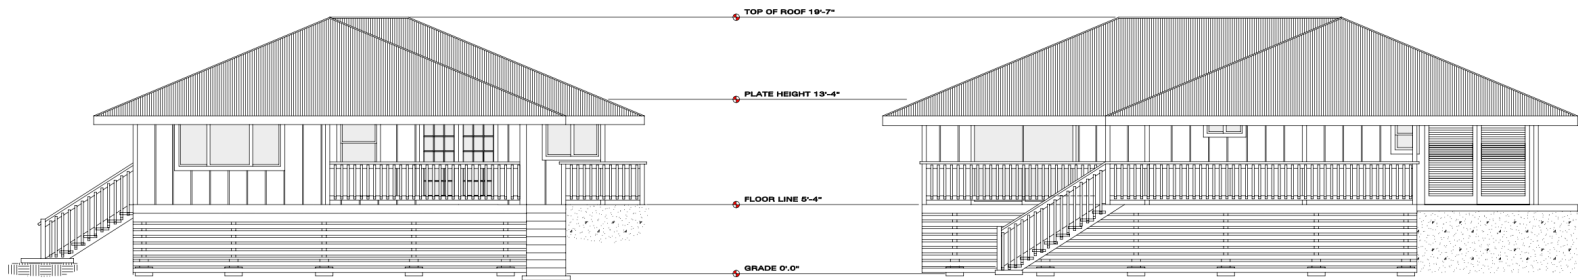 TOP OF ROOF 19'-7"
PLATE HEIGHT 13'-4"
FLOOR LINE 5'-4"
GRADE 0'.0"